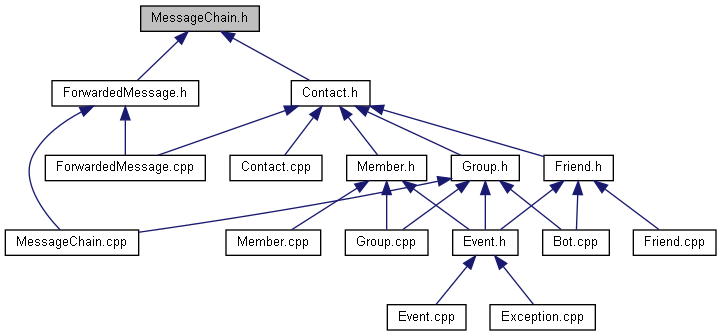 MessageChain.h
ForwardedMessage.h
Contact.h
ForwardedMessage.cpp
Contact.cpp
Member.h
Group.h
Friend.h
MessageChain.cpp
Member.cpp
Group.cpp
Event.h
Bot.cpp
Friend.cpp
Event.cpp
Exception.cpp